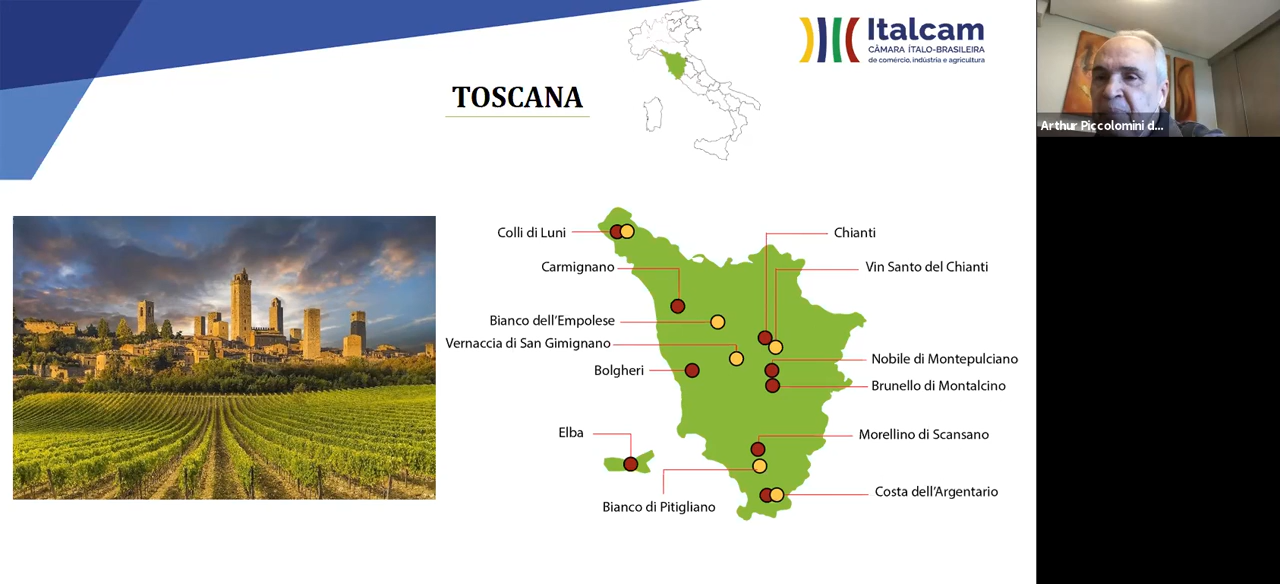 Italcam
CÂMARA ÍTALO-BRASILEIRA
de comércio, indústria e agricultura
TOSCANA
Arthur Piccolomini d...
Colli di Luni
Chianti
Carmignano
Vin Santo del Chianti
Bianco dell'Empolese
Vernaccia di San Gimignano
Nobile di Montepulciano
Bolgheri
Brunello di Montalcino
Elba
Morellino di Scansano
Costa dell'Argentario
Bianco di Pitigliano